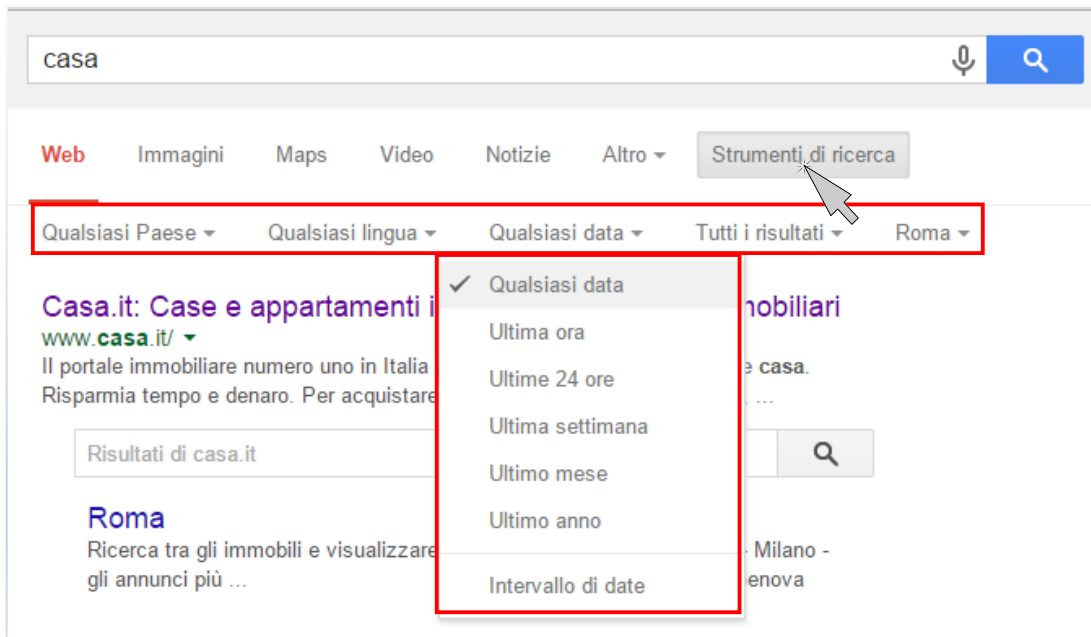 casa
Web Immagini Maps Video Notizie Altro Strumenti di ricerca
Qualsiasi Paese Qualsiasi lingua Qualsiasi data Tutti i risultati Roma
Qualsiasi data
Ultima ora
Ultime 24 ore
Ultima settimana
Ultimo mese
Ultimo anno
Intervallo di date
Casa.it: Case e appartamenti
www.casa.it/
Il portale immobiliare numero uno in Italia casa.
Risparmia tempo e denaro. Per acquistare ...
Risultati di casa.it
Roma
Ricerca tra gli immobili e visualizzare Milano -
gli annunci più ...